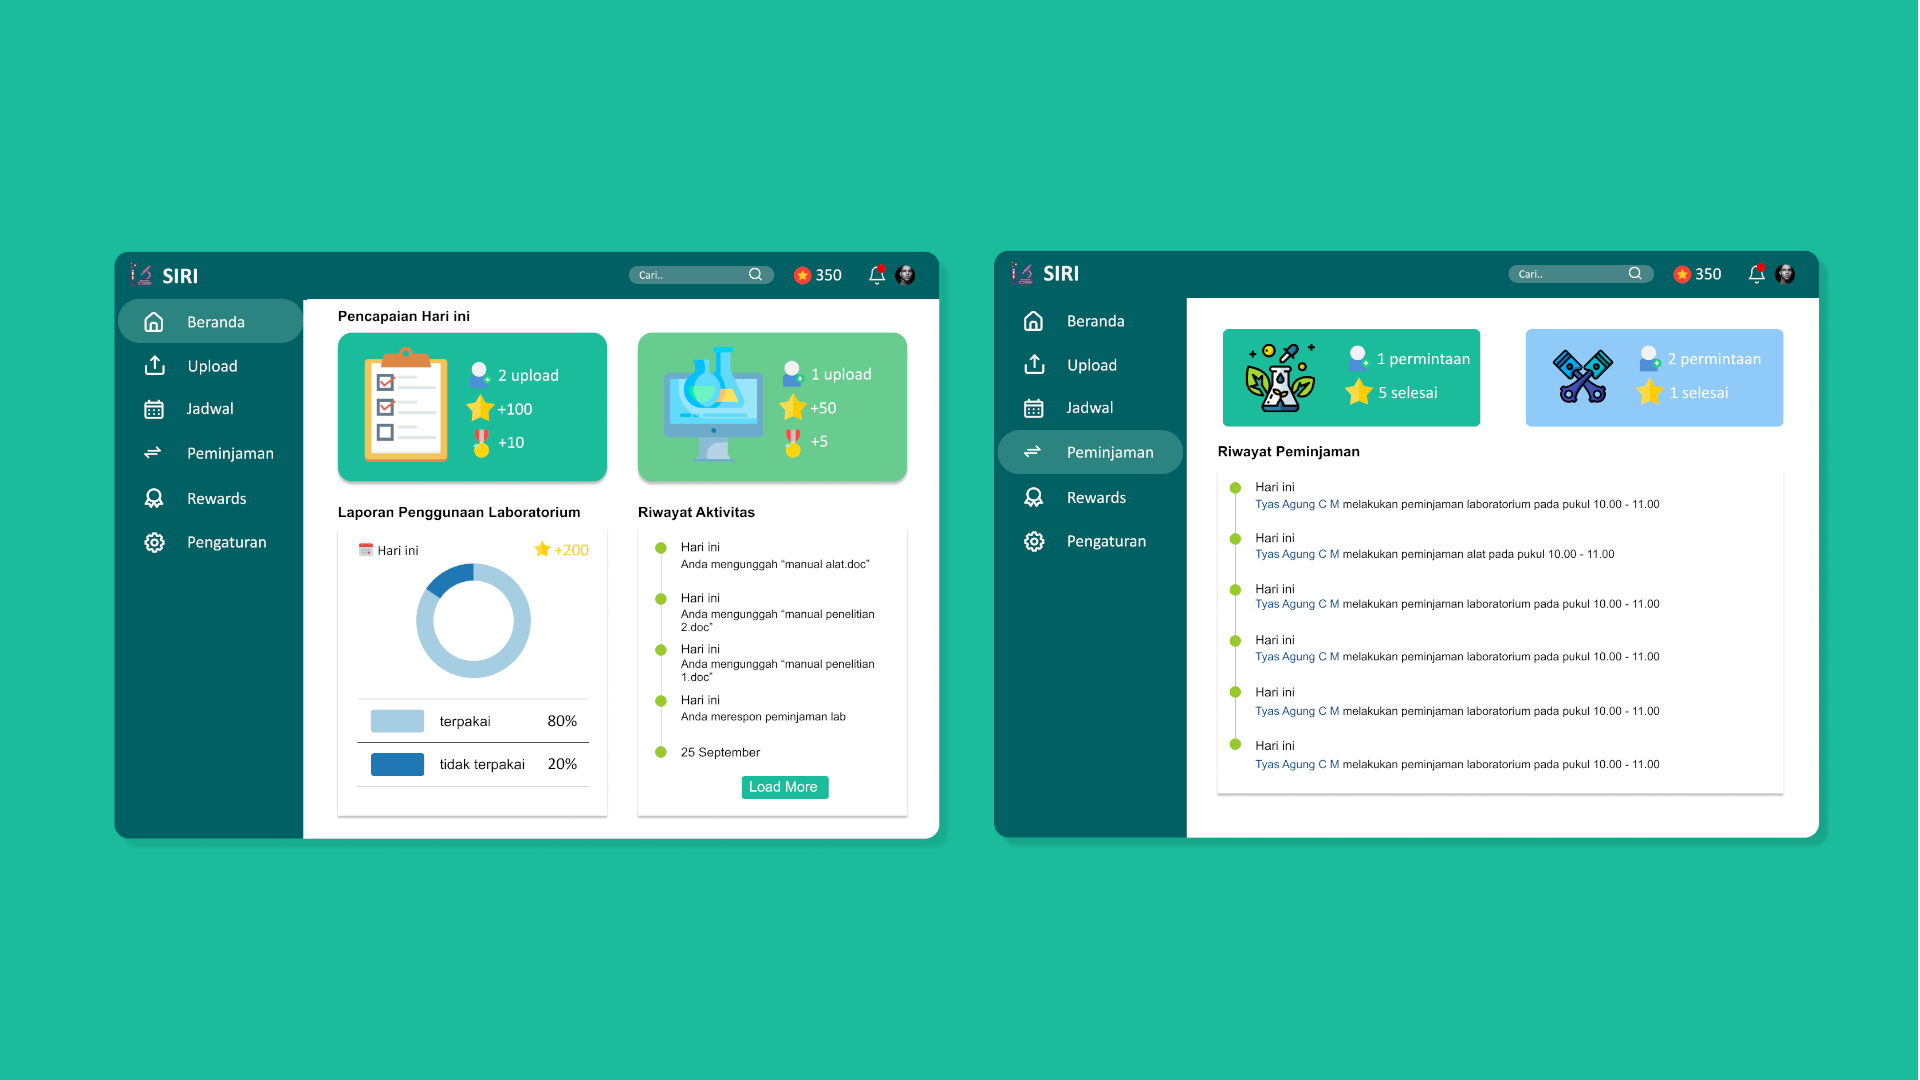 SIRI
Cari..
350
Beranda
Upload
Jadwal
Peminjaman
Rewards
Pengaturan
Pencapaian Hari ini
2 upload
+100
+10
1 upload
+50
+5
Laporan Penggunaan Laboratorium
Hari ini
+200
terpakai 80%
tidak terpakai 20%
Riwayat Aktivitas
Hari ini
Anda mengunggah “manual alat.doc”
Hari ini
Anda mengunggah “manual penelitian
2.doc”
Hari ini
Anda mengunggah “manual penelitian
1.doc”
Hari ini
Anda merespon peminjaman lab
25 September
Load More
SIRI
Cari..
350
Beranda
Upload
Jadwal
Peminjaman
Rewards
Pengaturan
1 permintaan
5 selesai
2 permintaan
1 selesai
Riwayat Peminjaman
Hari ini
Tyas Agung C M melakukan peminjaman laboratorium pada pukul 10.00 - 11.00
Hari ini
Tyas Agung C M melakukan peminjaman alat pada pukul 10.00 - 11.00
Hari ini
Tyas Agung C M melakukan peminjaman laboratorium pada pukul 10.00 - 11.00
Hari ini
Tyas Agung C M melakukan peminjaman laboratorium pada pukul 10.00 - 11.00
Hari ini
Tyas Agung C M melakukan peminjaman laboratorium pada pukul 10.00 - 11.00
Hari ini
Tyas Agung C M melakukan peminjaman laboratorium pada pukul 10.00 - 11.00